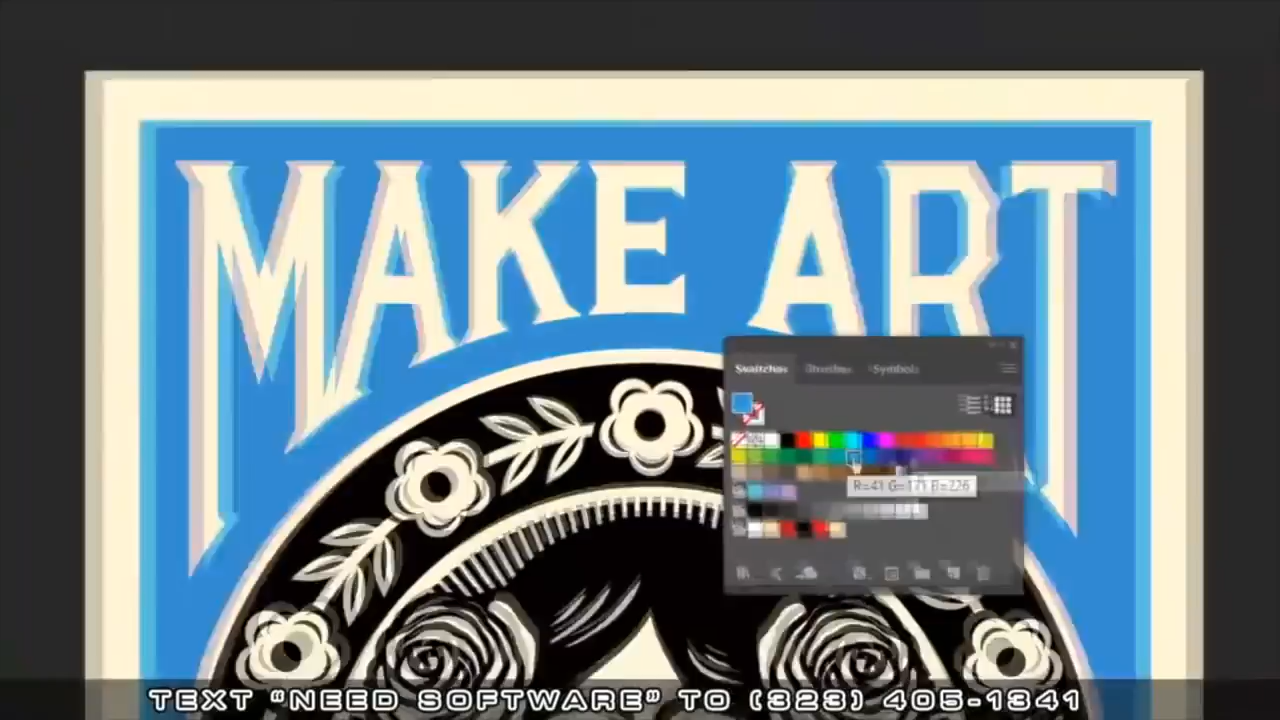 MAKE ART
Swatches Brushes Symbols
R=41 G=171 B=226
TEXT "NEED SOFTWARE" TO (323) 405-1341